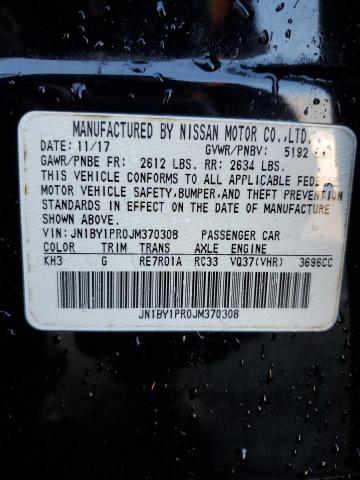 MANUFACTURED BY NISSAN MOTOR CO.,LTD.
DATE: 11/17 GVWR/PNBV: 5192
GAWR/PNBE FR: 2612 LBS. RR: 2634 LBS.
THIS VEHICLE CONFORMS TO ALL APPLICABLE
MOTOR VEHICLE SAFETY, BUMPER, AND THEFT PREVENTION
STANDARDS IN EFFECT ON THE DATE OF MANUFACTURE
SHOWN ABOVE.
VIN: JN1BY1PR0JM370308 PASSENGER CAR
COLOR TRIM TRANS AXLE ENGINE
KH3 G RE7R01A RC33 VQ37(VHR) 3696CC
JN1BY1PR0JM370308